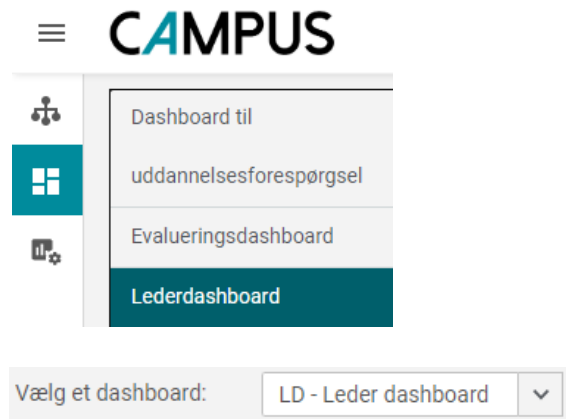 CAMPUS
Dashboard til
uddannelsesforespørgsel
Evalueringsdashboard
Lederdashboard
Vælg et dashboard: LD - Leder dashboard